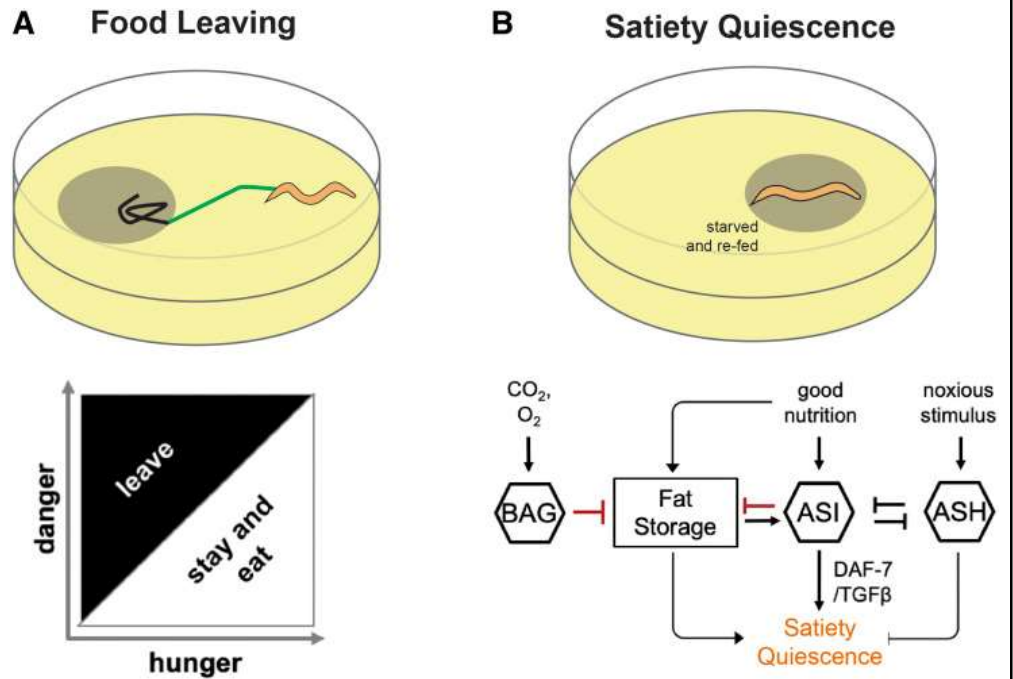 A Food Leaving
B Satiety Quiescence
starved
and re-fed
danger
leave
stay and
eat
hunger
CO₂,
O₂
good
nutrition
noxious
stimulus
BAG
Fat
Storage
ASI
ASH
DAF-7
/TGFβ
Satiety
Quiescence